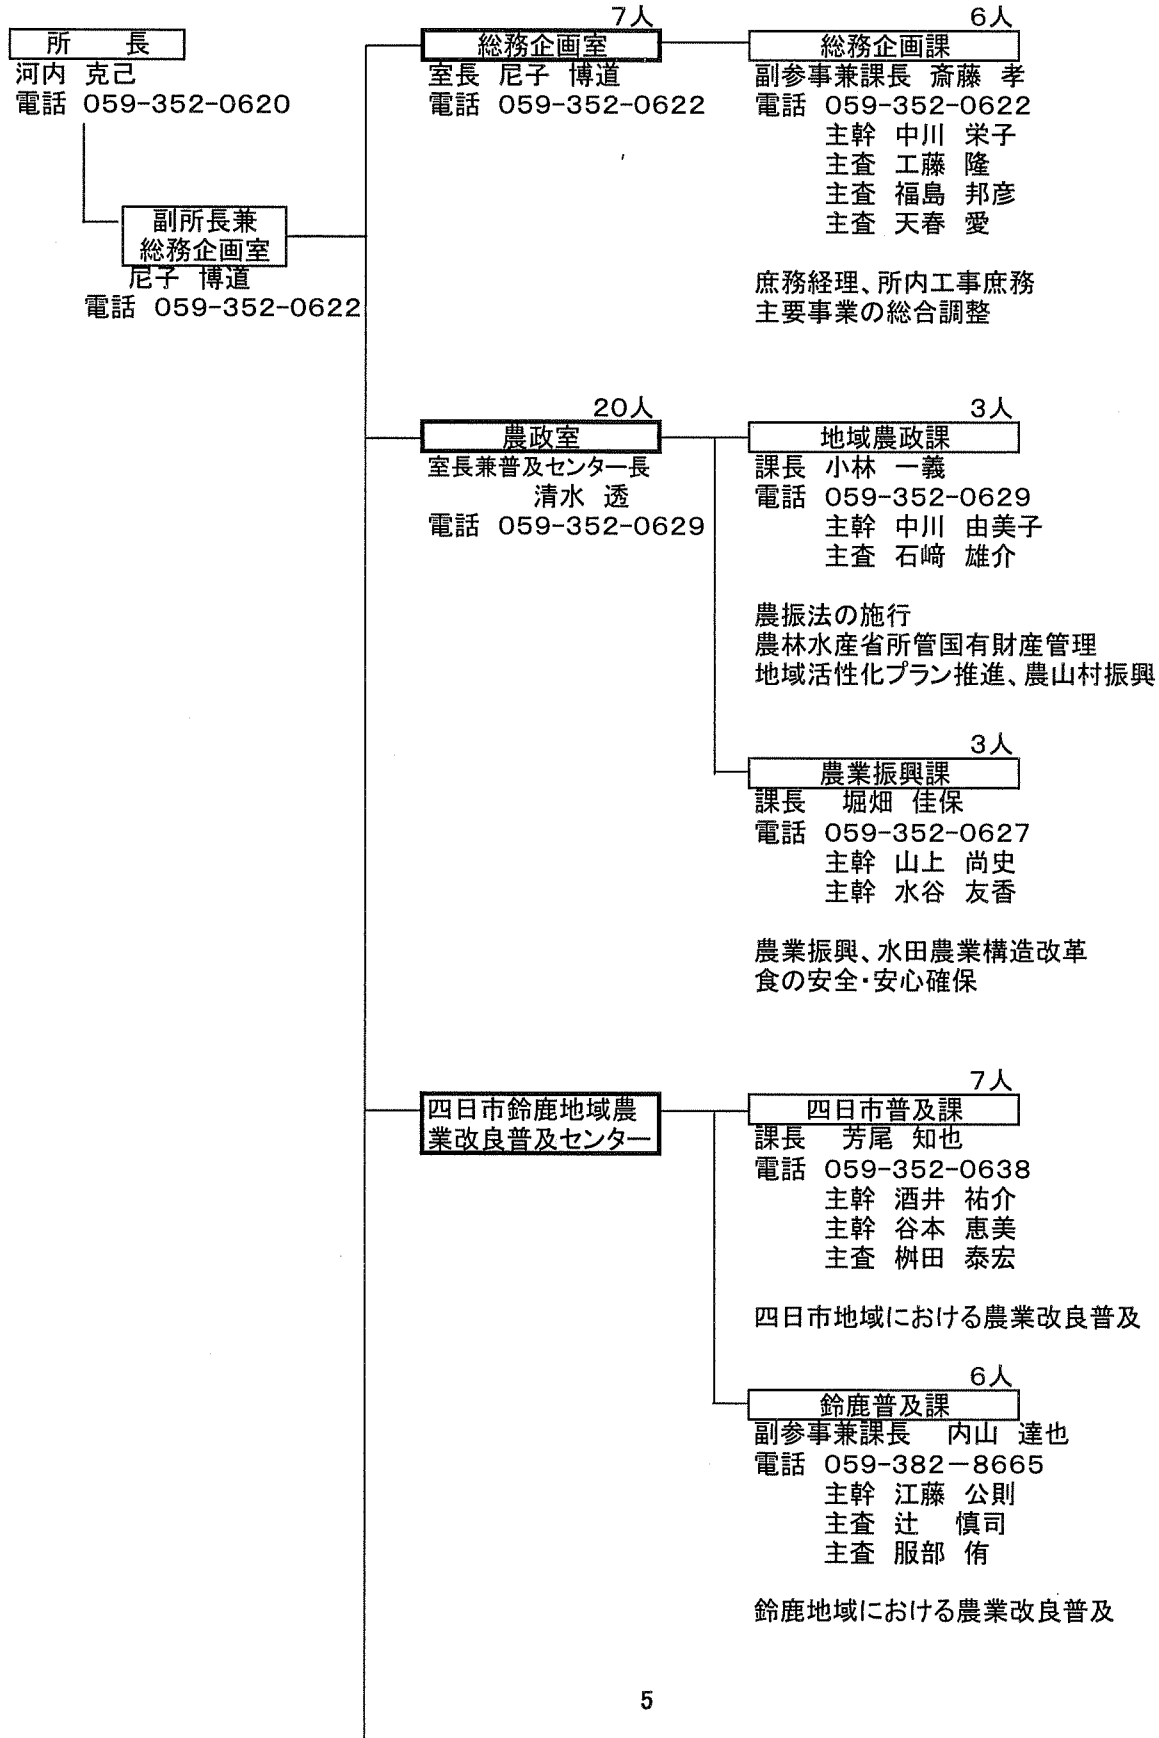 所　長
河内 克己
電話 059-352-0620
副所長兼
総務企画室
尼子 博道
電話 059-352-0622
7人
総務企画室
室長 尼子 博道
電話 059-352-0622
6人
総務企画課
副参事兼課長 斎藤 孝
電話 059-352-0622
主幹 中川 栄子
主査 工藤 隆
主査 福島 邦彦
主査 天春 愛
庶務経理、所内工事庶務
主要事業の総合調整
20人
農政室
室長兼普及センター長
清水 透
電話 059-352-0629
3人
地域農政課
課長 小林 一義
電話 059-352-0629
主幹 中川 由美子
主査 石﨑 雄介
農振法の施行
農林水産省所管国有財産管理
地域活性化プラン推進、農山村振興
3人
農業振興課
課長 堀畑 佳保
電話 059-352-0627
主幹 山上 尚史
主幹 水谷 友香
農業振興、水田農業構造改革
食の安全・安心確保
四日市鈴鹿地域農
業改良普及センター
7人
四日市普及課
課長 芳尾 知也
電話 059-352-0638
主幹 酒井 祐介
主幹 谷本 恵美
主査 桝田 泰宏
四日市地域における農業改良普及
6人
鈴鹿普及課
副参事兼課長 内山 達也
電話 059-382－8665
主幹 江藤 公則
主査 辻 慎司
主査 服部 侑
鈴鹿地域における農業改良普及
5